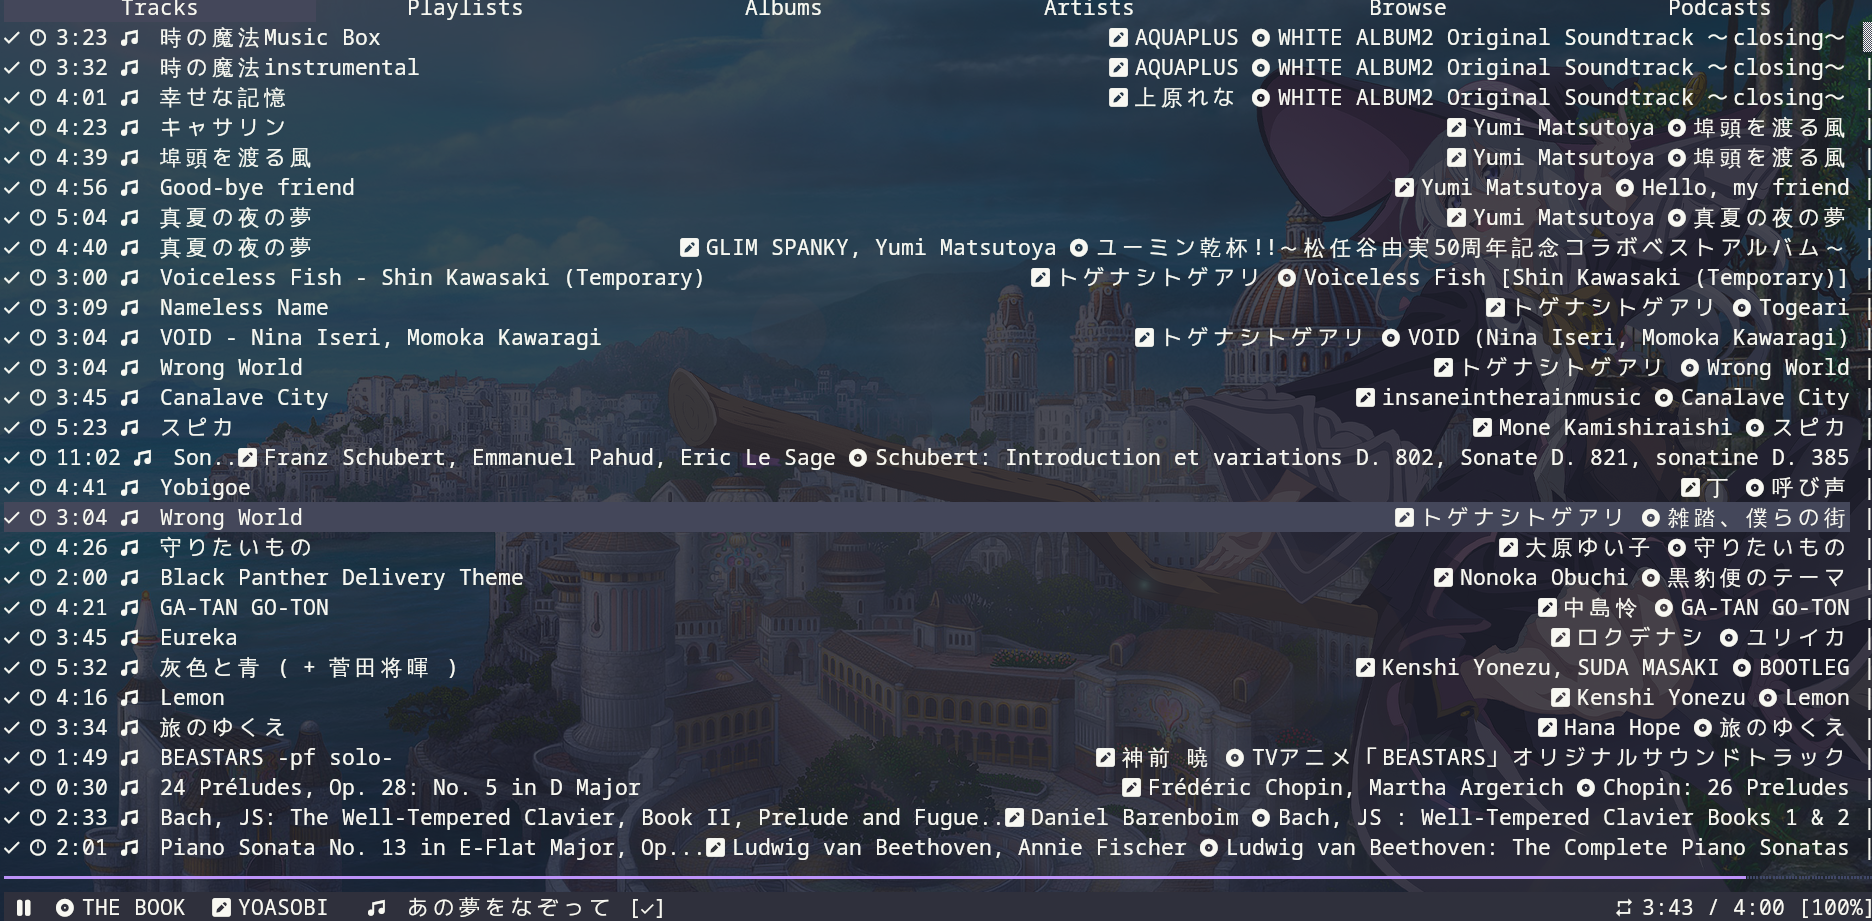 Tracks Playlists Albums Artists Browse Podcasts
3:23 時の魔法Music Box AQUAPLUS WHITE ALBUM2 Original Soundtrack ～closing～
3:32 時の魔法instrumental AQUAPLUS WHITE ALBUM2 Original Soundtrack ～closing～
4:01 幸せな記憶 上原れな WHITE ALBUM2 Original Soundtrack ～closing～
4:23 キャサリン Yumi Matsutoya 埠頭を渡る風
4:39 埠頭を渡る風 Yumi Matsutoya 埠頭を渡る風
4:56 Good-bye friend Yumi Matsutoya Hello, my friend
5:04 真夏の夜の夢 Yumi Matsutoya 真夏の夜の夢
4:40 真夏の夜の夢 GLIM SPANKY, Yumi Matsutoya ユーミン乾杯!!~松任谷由実50周年記念コラボベストアルバム~
3:00 Voiceless Fish - Shin Kawasaki (Temporary) トゲナシトゲアリ Voiceless Fish [Shin Kawasaki (Temporary)]
3:09 Nameless Name トゲナシトゲアリ Togeari
3:04 VOID - Nina Iseri, Momoka Kawaragi トゲナシトゲアリ VOID (Nina Iseri, Momoka Kawaragi)
3:04 Wrong World トゲナシトゲアリ Wrong World
3:45 Canalave City insaneintherainmusic Canalave City
5:23 スピカ Mone Kamishiraishi スピカ
11:02 Son.. Franz Schubert, Emmanuel Pahud, Eric Le Sage Schubert: Introduction et variations D. 802, Sonate D. 821, sonatine D. 385
4:41 Yobigoe 丁 呼び声
3:04 Wrong World トゲナシトゲアリ 雑踏、僕らの街
4:26 守りたいもの 大原ゆい子 守りたいもの
2:00 Black Panther Delivery Theme Nonoka Obuchi 黒豹便のテーマ
4:21 GA-TAN GO-TON 中島怜 GA-TAN GO-TON
3:45 Eureka ロクデナシ ユリイカ
5:32 灰色と青 ( + 菅田将暉 ) Kenshi Yonezu, SUDA MASAKI BOOTLEG
4:16 Lemon Kenshi Yonezu Lemon
3:34 旅のゆくえ Hana Hope 旅のゆくえ
1:49 BEASTARS -pf solo- 神前 暁 TVアニメ「BEASTARS」オリジナルサウンドトラック
0:30 24 Préludes, Op. 28: No. 5 in D Major Frédéric Chopin, Martha Argerich Chopin: 26 Preludes
2:33 Bach, JS: The Well-Tempered Clavier, Book II, Prelude and Fugue.. Daniel Barenboim Bach, JS : Well-Tempered Clavier Books 1 & 2
2:01 Piano Sonata No. 13 in E-Flat Major, Op... Ludwig van Beethoven, Annie Fischer Ludwig van Beethoven: The Complete Piano Sonatas
THE BOOK YOASOBI あの夢をなぞって [✓] 3:43 / 4:00 [100%]